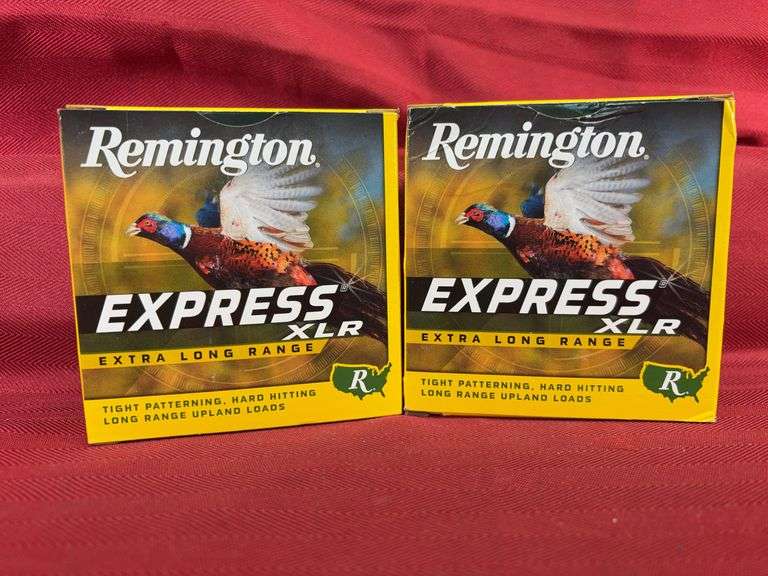 Remington®
EXPRESS®
XLR
EXTRA LONG RANGE
R
TIGHT PATTERNING, HARD HITTING
LONG RANGE UPLAND LOADS
Remington®
EXPRESS®
XLR
EXTRA LONG RANGE
R
TIGHT PATTERNING, HARD HITTING
LONG RANGE UPLAND LOADS